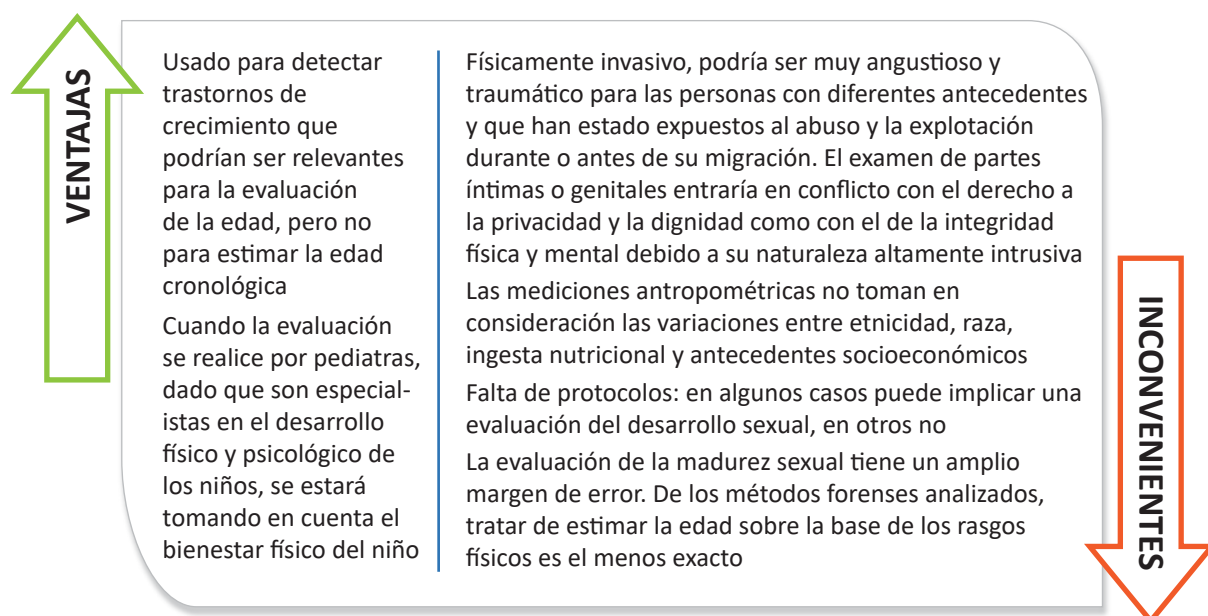 VENTAJAS
Usado para detectar
trastornos de
crecimiento que
podrían ser relevantes
para la evaluación
de la edad, pero no
para estimar la edad
cronológica
Cuando la evaluación
se realice por pediatras,
dado que son especial-
istas en el desarrollo
físico y psicológico de
los niños, se estará
tomando en cuenta el
bienestar físico del niño
Físicamente invasivo, podría ser muy angustioso y
traumático para las personas con diferentes antecedentes
y que han estado expuestos al abuso y la explotación
durante o antes de su migración. El examen de partes
íntimas o genitales entraría en conflicto con el derecho a
la privacidad y la dignidad como con el de la integridad
física y mental debido a su naturaleza altamente intrusiva
Las mediciones antropométricas no toman en
consideración las variaciones entre etnicidad, raza,
ingesta nutricional y antecedentes socioeconómicos
Falta de protocolos: en algunos casos puede implicar una
evaluación del desarrollo sexual, en otros no
La evaluación de la madurez sexual tiene un amplio
margen de error. De los métodos forenses analizados,
tratar de estimar la edad sobre la base de los rasgos
físicos es el menos exacto
INCONVENIENTES